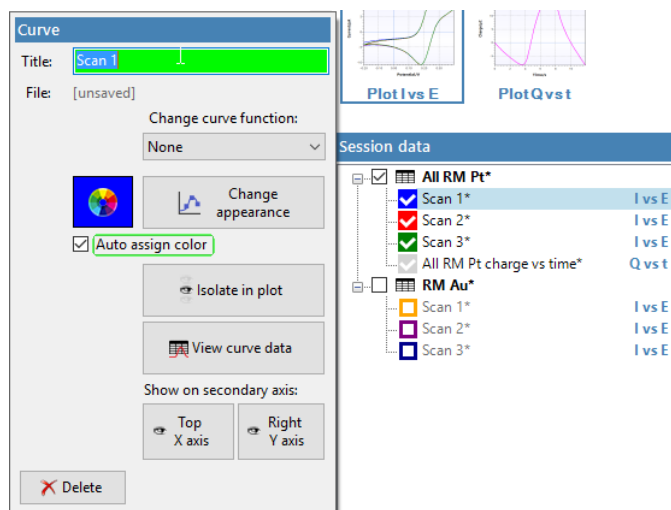 Curve
Title: Scan 1
File: [unsaved]
Change curve function:
None
Change
appearance
Auto assign color
Isolate in plot
View curve data
Show on secondary axis:
Top
X axis
Right
Y axis
Delete
Potential/V
Plot I vs E
Plot Q vs t
Session data
All RM Pt*
Scan 1* I vs E
Scan 2* I vs E
Scan 3* I vs E
All RM Pt charge vs time* Q vs t
RM Au*
Scan 1* I vs E
Scan 2* I vs E
Scan 3* I vs E